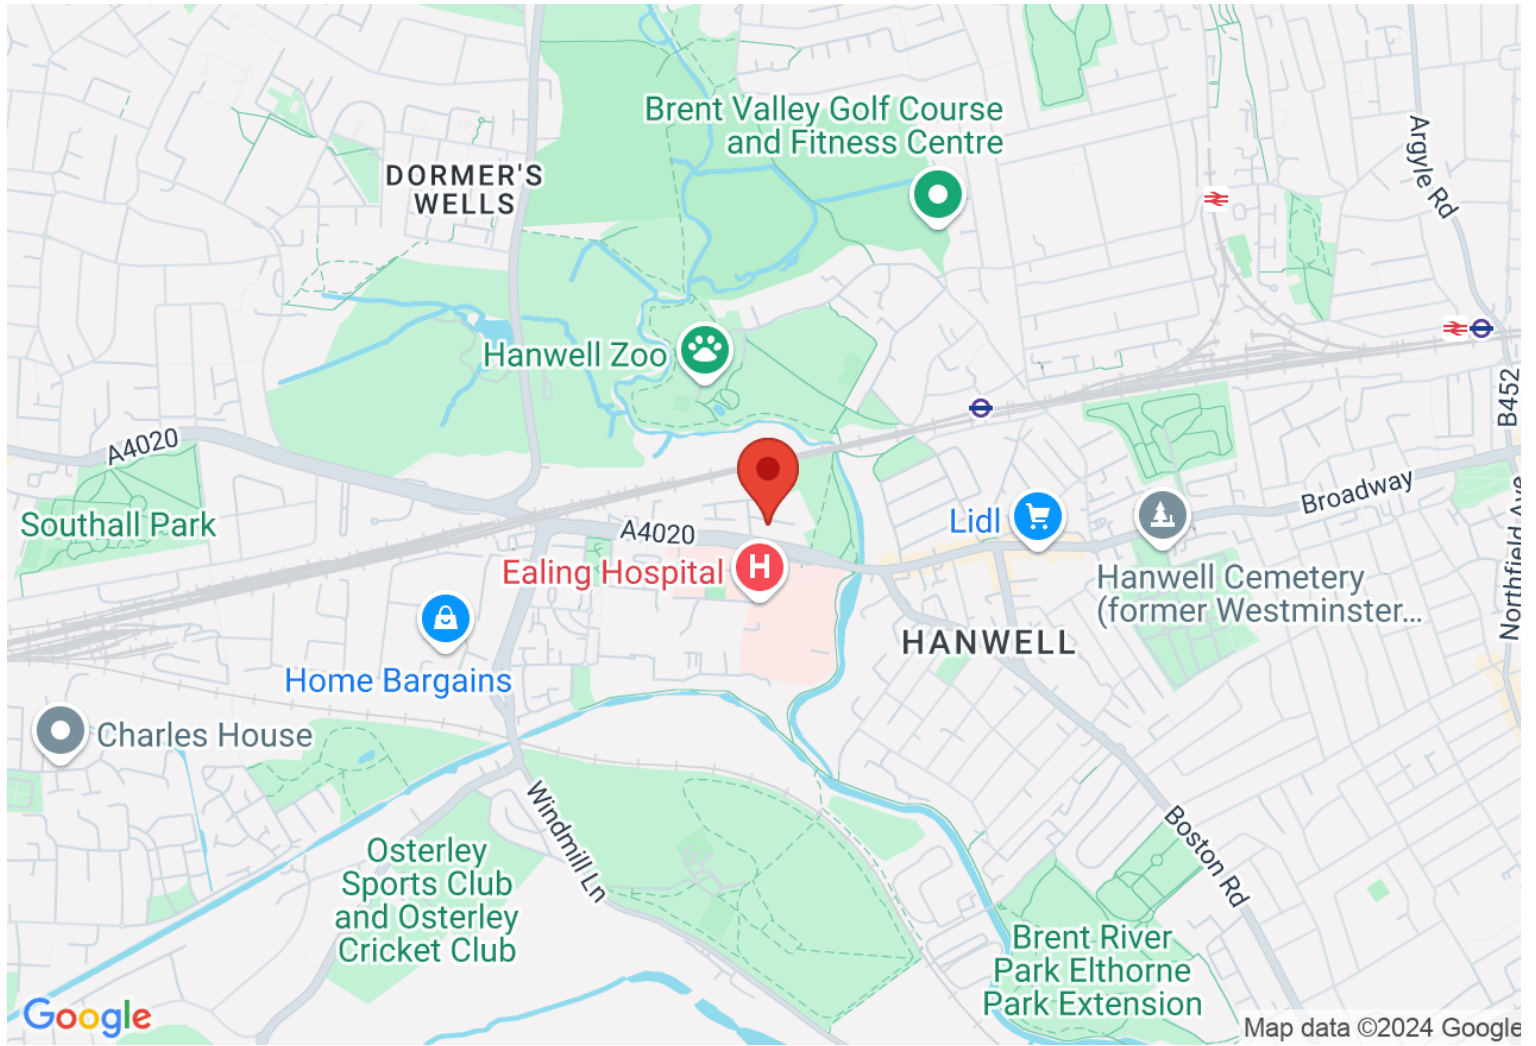 Brent Valley Golf Course
and Fitness Centre
Argyle Rd
DORMER'S
WELLS
Hanwell Zoo
B452
A4020
Broadway
Southall Park
A4020
Lidl
Northfield Ave
Ealing Hospital
H
Hanwell Cemetery
(former Westminster...
HANWELL
Home Bargains
Charles House
Windmill Ln
Boston Rd
Osterley
Sports Club
and Osterley
Cricket Club
Brent River
Park Elthorne
Park Extension
Google
Map data ©2024 Google